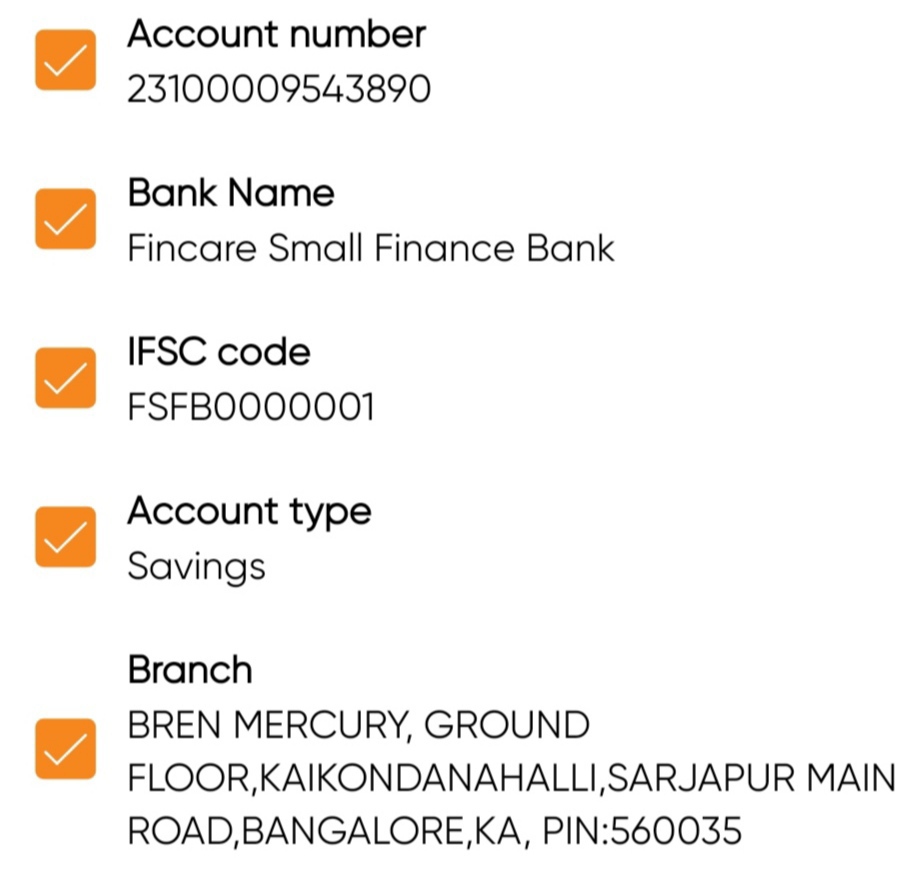 Account number
23100009543890
Bank Name
Fincare Small Finance Bank
IFSC code
FSFB0000001
Account type
Savings
Branch
BREN MERCURY, GROUND
FLOOR,KAIKONDANAHALLI,SARJAPUR MAIN
ROAD,BANGALORE,KA, PIN:560035